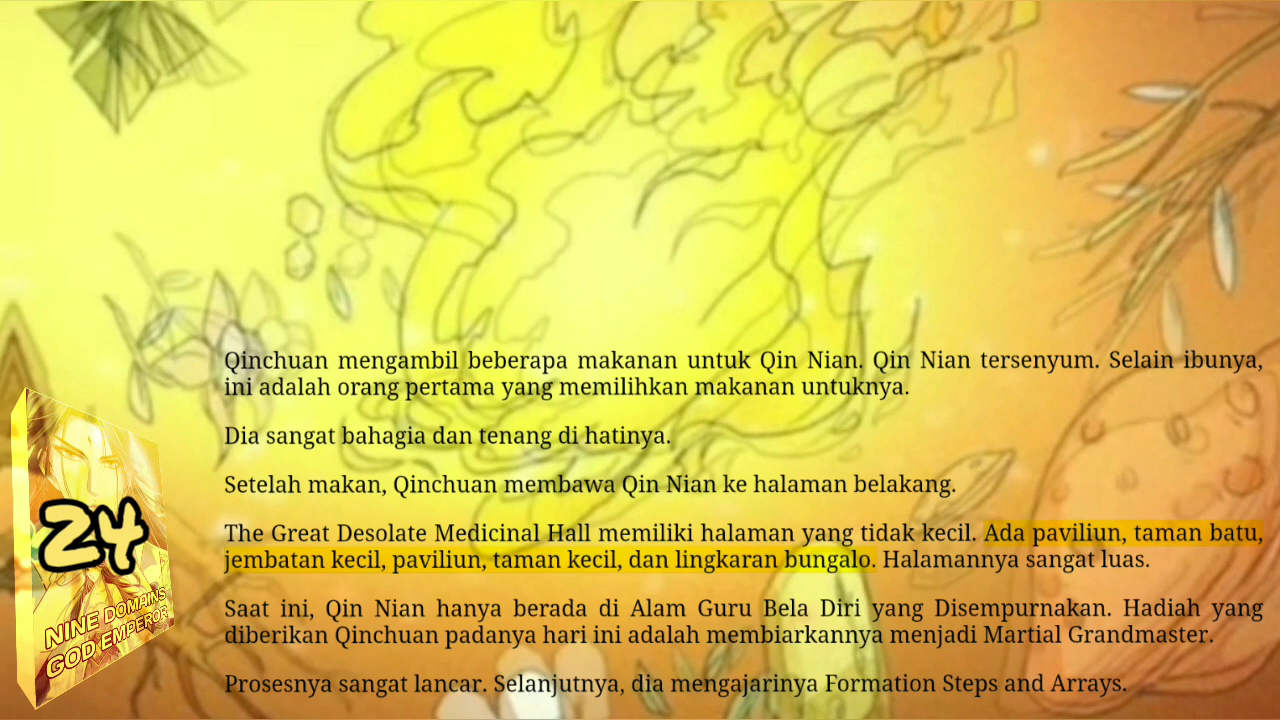 Qinchuan mengambil beberapa makanan untuk Qin Nian. Qin Nian tersenyum. Selain ibunya,
ini adalah orang pertama yang memilihkan makanan untuknya.
Dia sangat bahagia dan tenang di hatinya.
Setelah makan, Qinchuan membawa Qin Nian ke halaman belakang.
The Great Desolate Medicinal Hall memiliki halaman yang tidak kecil. Ada paviliun, taman batu,
jembatan kecil, paviliun, taman kecil, dan lingkaran bungalo. Halamannya sangat luas.
Saat ini, Qin Nian hanya berada di Alam Guru Bela Diri yang Disempurnakan. Hadiah yang
diberikan Qinchuan padanya hari ini adalah membiarkannya menjadi Martial Grandmaster.
Prosesnya sangat lancar. Selanjutnya, dia mengajarinya Formation Steps and Arrays.
24
NINE DOMAINS
GOD EMPEROR